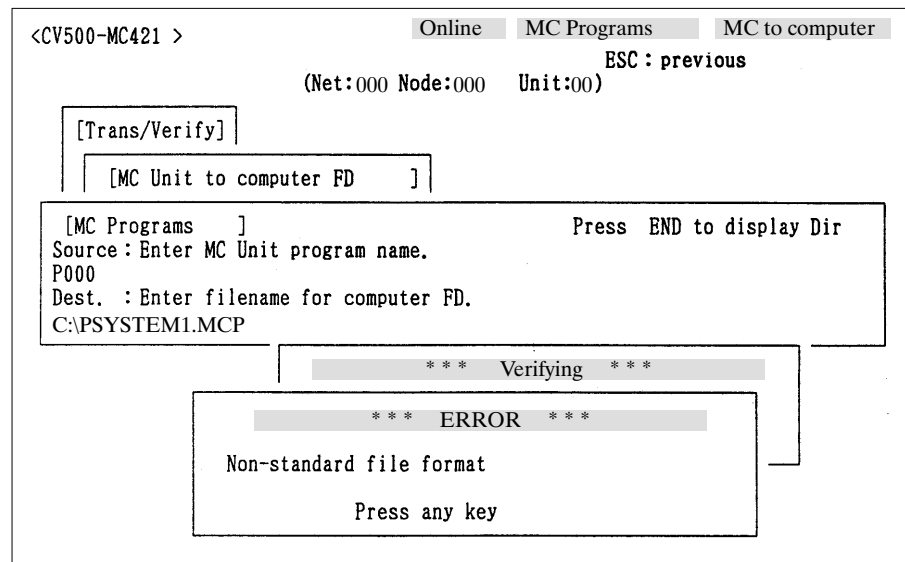 <CV500-MC421 > Online MC Programs MC to computer
ESC : previous
(Net:000 Node:000 Unit:00)
[Trans/Verify]
[MC Unit to computer FD ]
[MC Programs ] Press END to display Dir
Source : Enter MC Unit program name.
P000
Dest. : Enter filename for computer FD.
C:\PSYSTEM1.MCP
* * * Verifying * * *
* * * ERROR * * *
Non-standard file format
Press any key